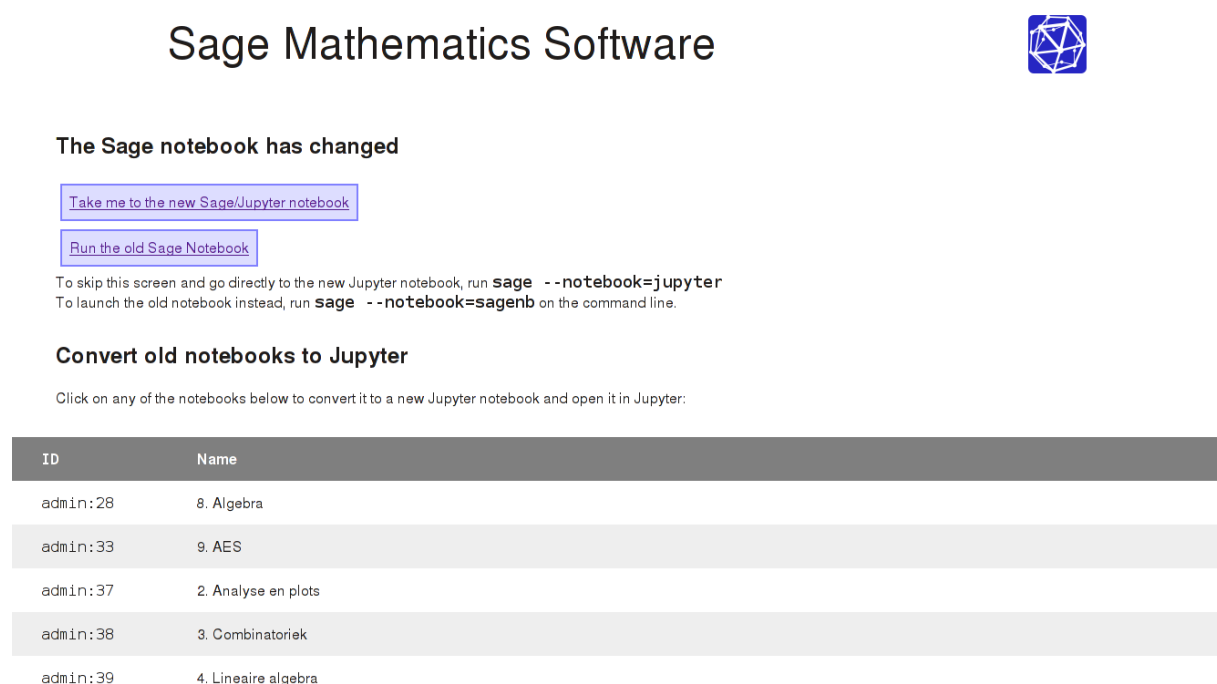 Sage Mathematics Software
The Sage notebook has changed
Take me to the new Sage/Jupyter notebook
Run the old Sage Notebook
To skip this screen and go directly to the new Jupyter notebook, run sage --notebook=jupyter
To launch the old notebook instead, run sage --notebook=sagenb on the command line.
Convert old notebooks to Jupyter
Click on any of the notebooks below to convert it to a new Jupyter notebook and open it in Jupyter:
ID Name
admin:28 8. Algebra
admin:33 9. AES
admin:37 2. Analyse en plots
admin:38 3. Combinatoriek
admin:39 4. Lineaire algebra